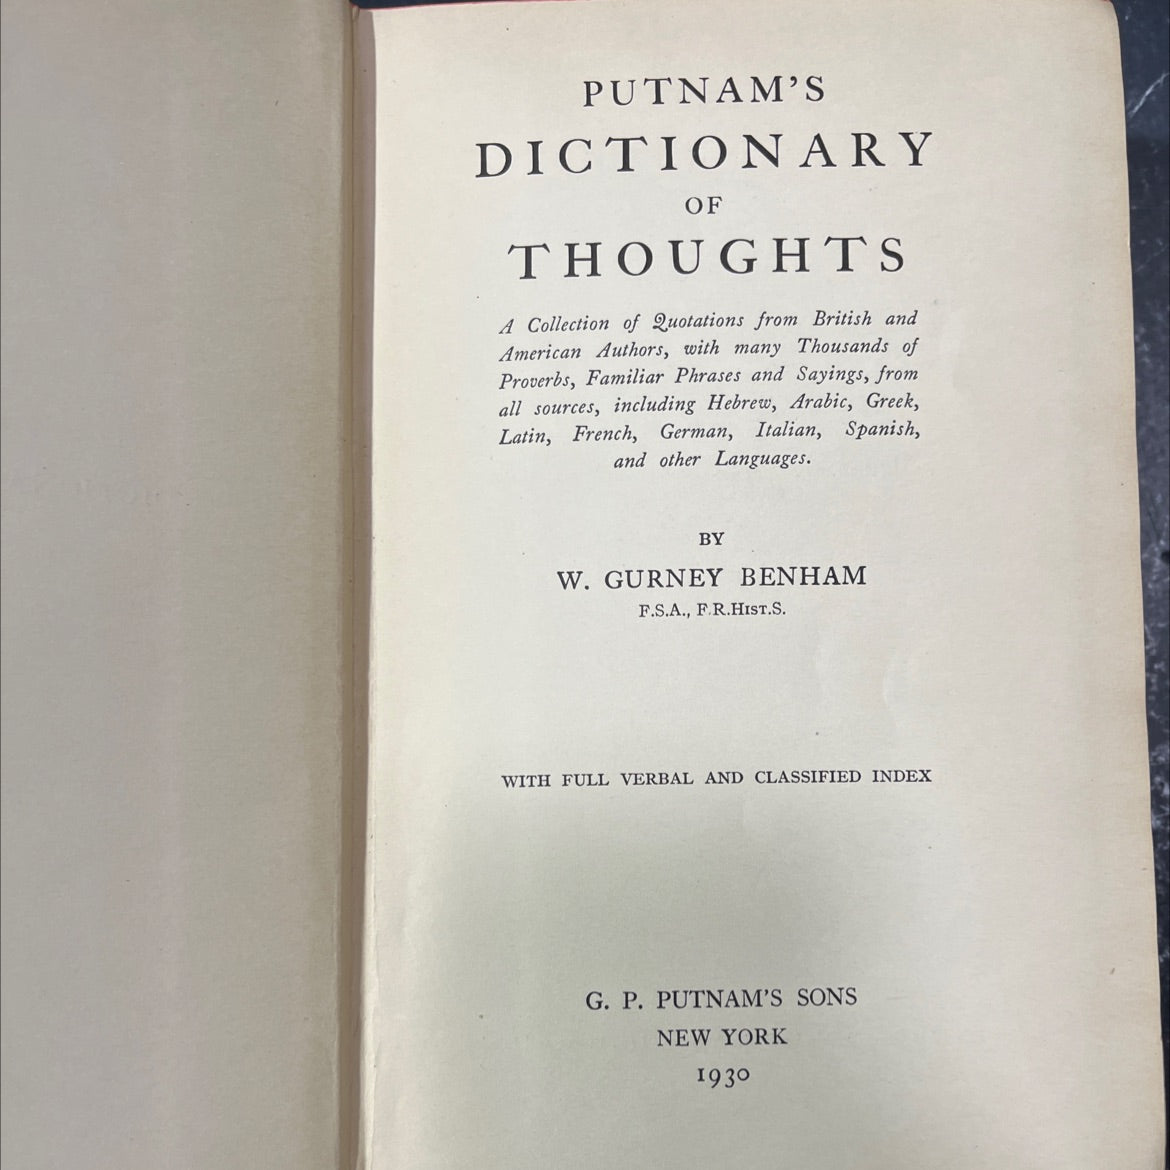 PUTNAM'S
DICTIONARY
OF
THOUGHTS
A Collection of Quotations from British and
American Authors, with many Thousands of
Proverbs, Familiar Phrases and Sayings, from
all sources, including Hebrew, Arabic, Greek,
Latin, French, German, Italian, Spanish,
and other Languages.
BY
W. GURNEY BENHAM
F.S.A., F.R.HIST.S.
WITH FULL VERBAL AND CLASSIFIED INDEX
G. P. PUTNAM'S SONS
NEW YORK
1930